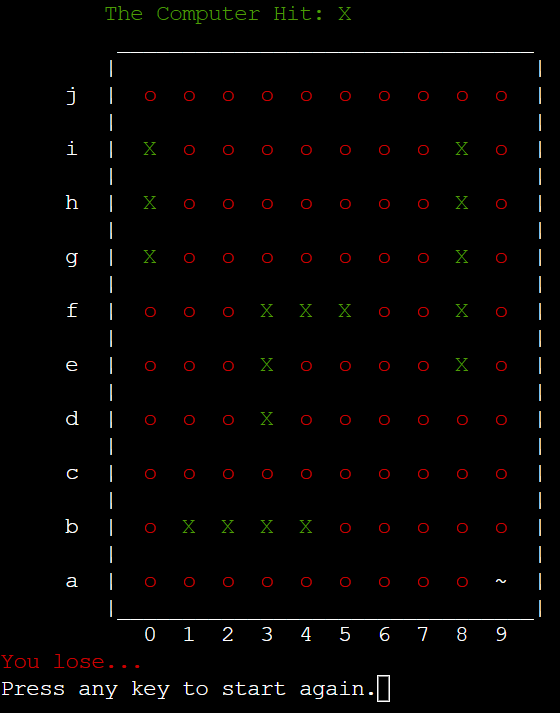 The Computer Hit: X
j | o o o o o o o o o o |
i | X o o o o o o o X o |
h | X o o o o o o o X o |
g | X o o o o o o o X o |
f | o o o X X X o o X o |
e | o o o X o o o o X o |
d | o o o X o o o o o o |
c | o o o o o o o o o o |
b | o X X X X o o o o o |
a | o o o o o o o o o ~ |
0 1 2 3 4 5 6 7 8 9
You lose...
Press any key to start again.